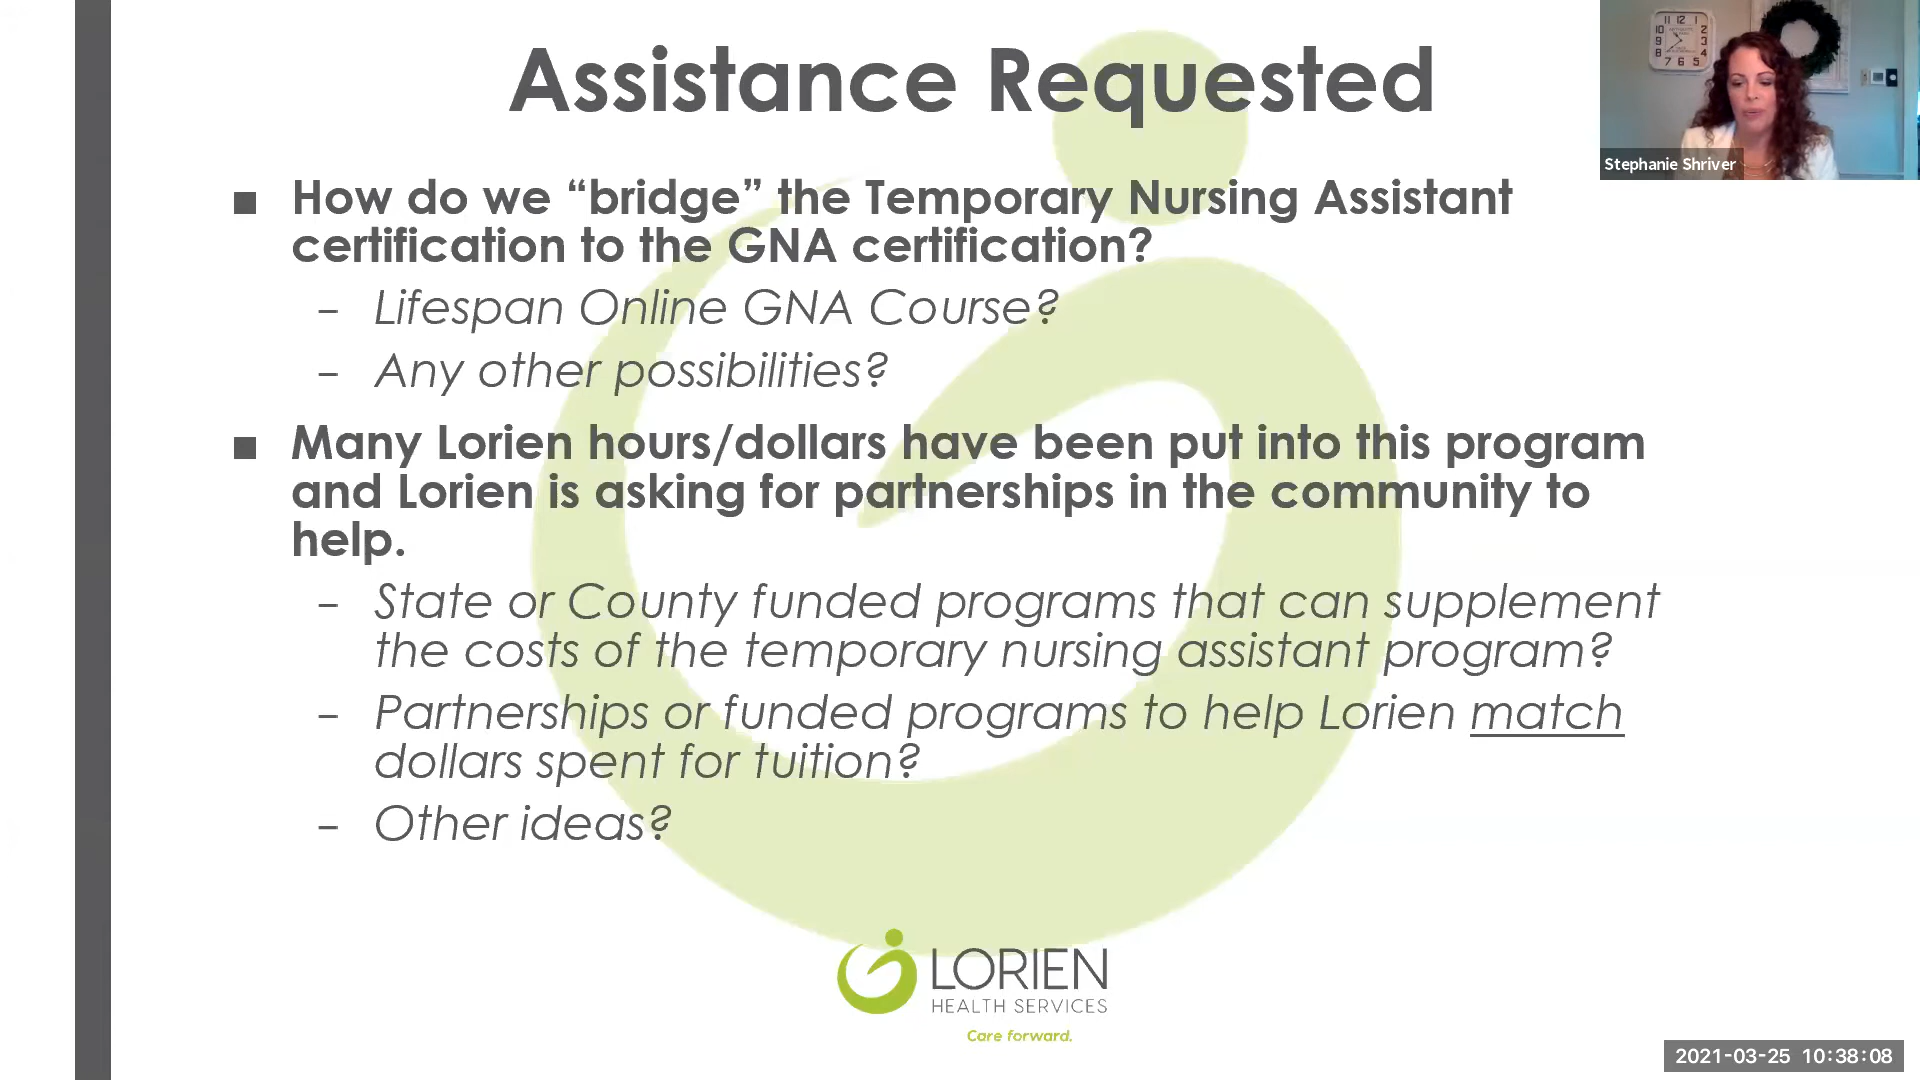 Assistance Requested
Stephanie Shriver
■ How do we “bridge” the Temporary Nursing Assistant
certification to the GNA certification?
– Lifespan Online GNA Course?
– Any other possibilities?
■ Many Lorien hours/dollars have been put into this program
and Lorien is asking for partnerships in the community to
help.
– State or County funded programs that can supplement
the costs of the temporary nursing assistant program?
– Partnerships or funded programs to help Lorien match
dollars spent for tuition?
– Other ideas?
LORIEN
HEALTH SERVICES
Care forward.
2021-03-25 10:38:08